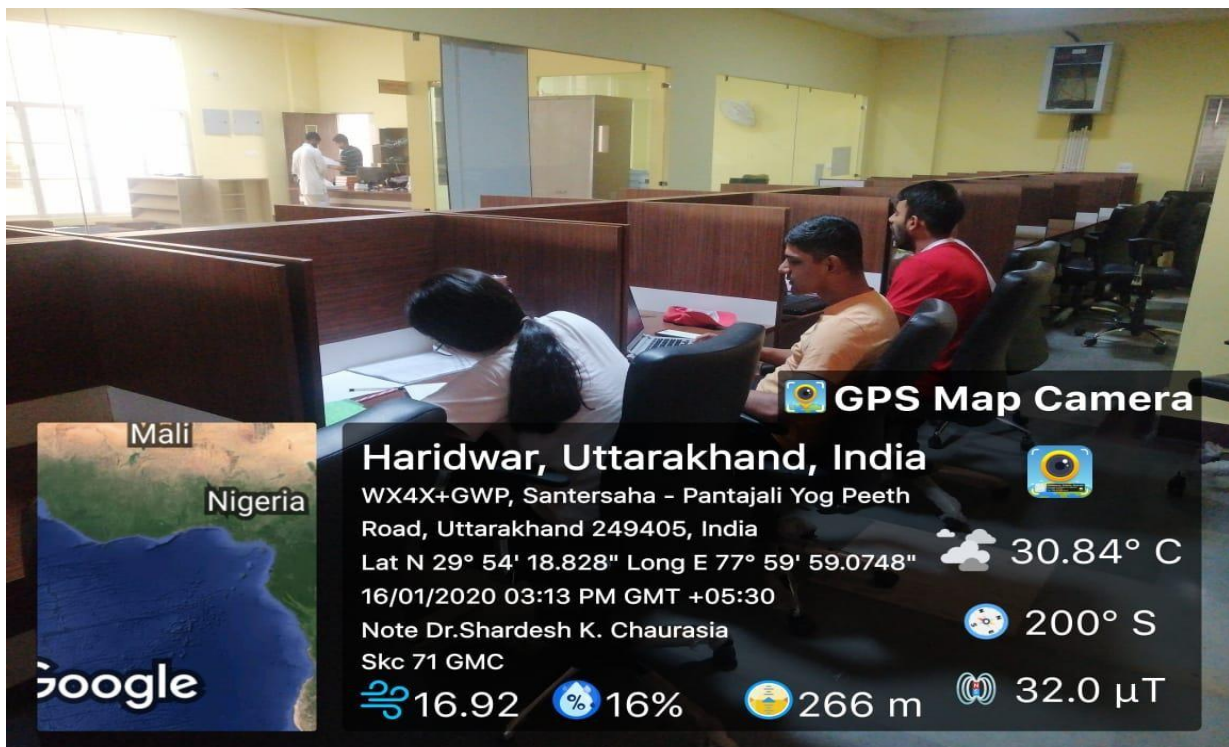 GPS Map Camera
Mali
Nigeria
Google
Haridwar, Uttarakhand, India
WX4X+GWP, Santersaha - Pantajali Yog Peeth
Road, Uttarakhand 249405, India
Lat N 29° 54' 18.828" Long E 77° 59' 59.0748"
16/01/2020 03:13 PM GMT +05:30
Note Dr.Shardesh K. Chaurasia
Skc 71 GMC
30.84° C
200° S
16.92
16%
266 m
32.0 µT